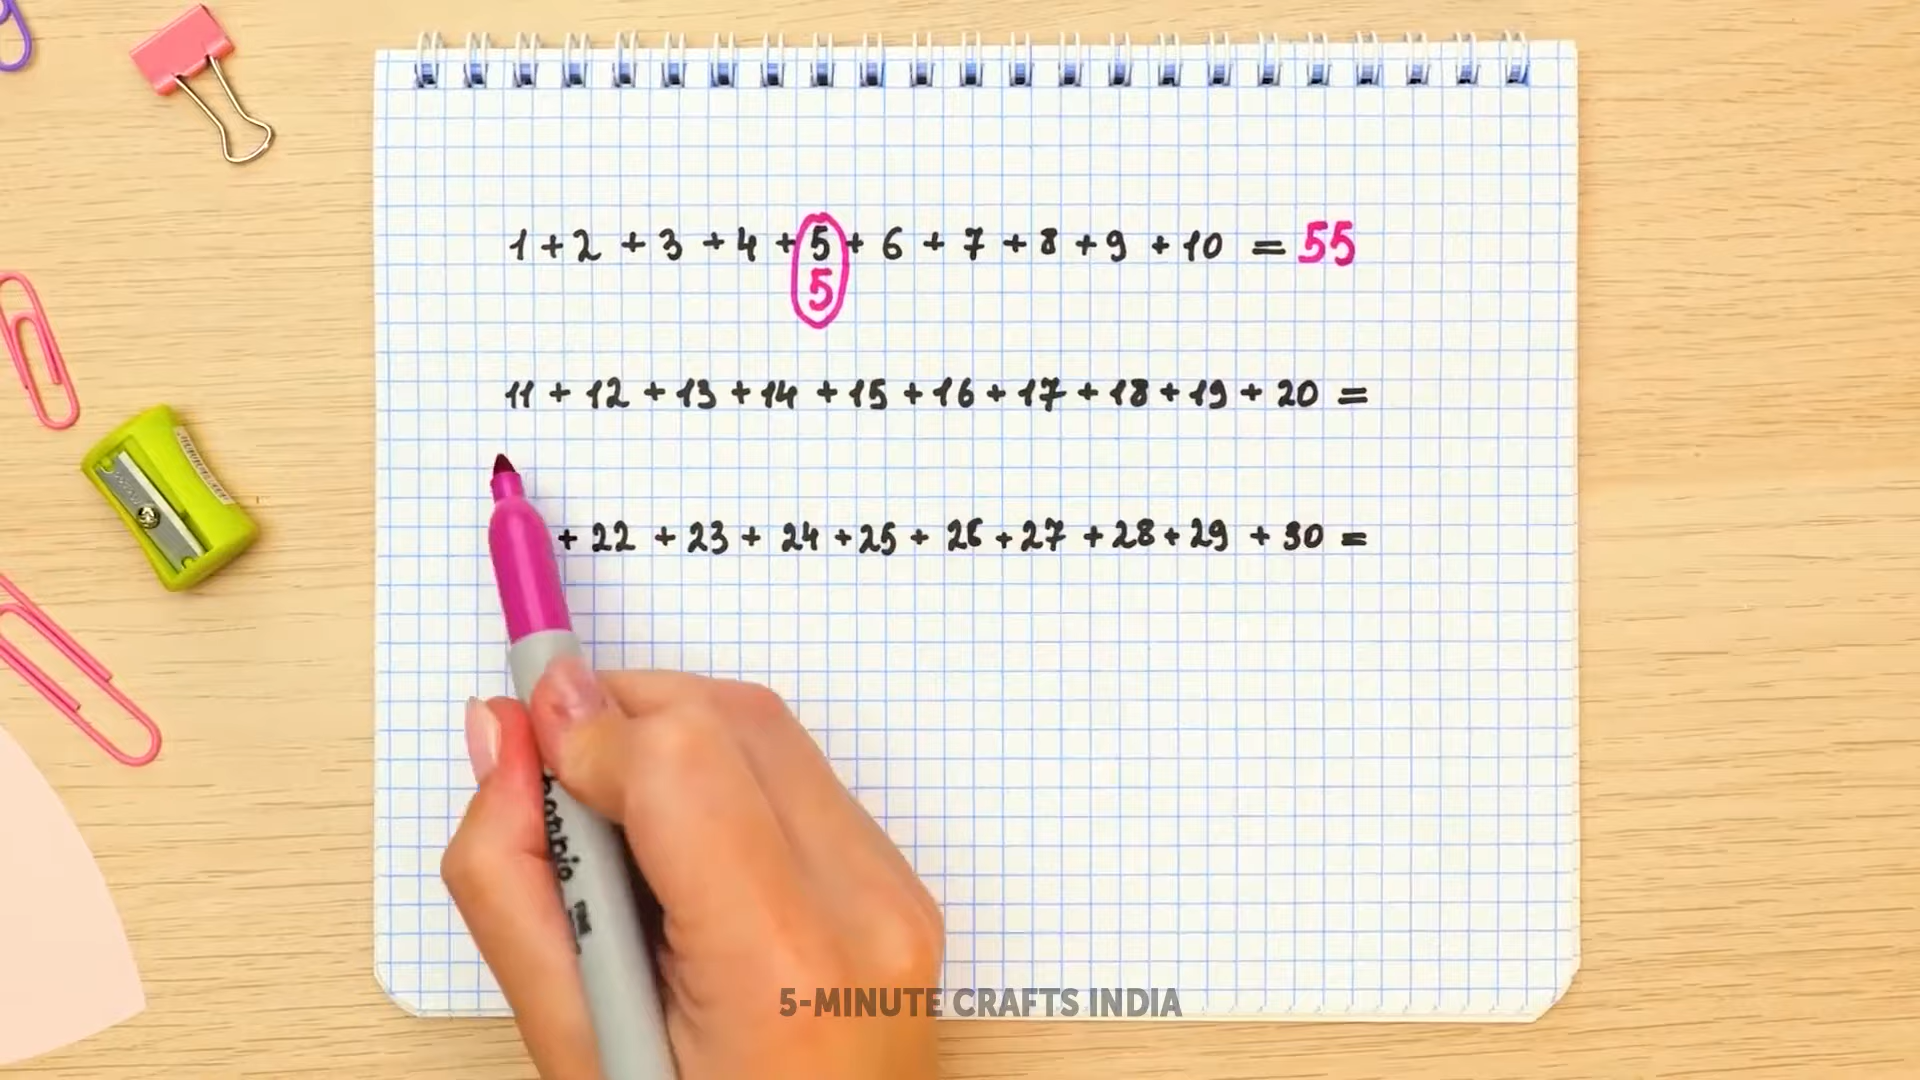 1 + 2 + 3 + 4 + 5 + 6 + 7 + 8 + 9 + 10 = 55
5
11 + 12 + 13 + 14 + 15 + 16 + 17 + 18 + 19 + 20 =
+ 22 + 23 + 24 + 25 + 26 + 27 + 28 + 29 + 30 =
FINE
5-MINUTE CRAFTS INDIA